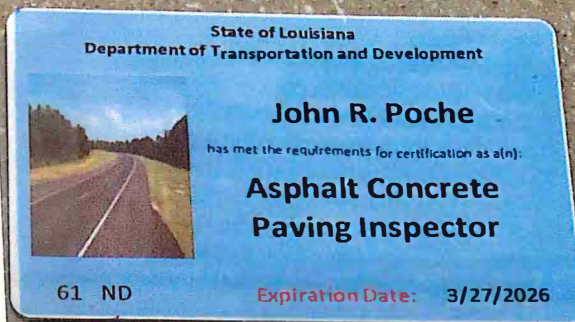 State of Louisiana
Department of Transportation and Development
John R. Poche
has met the requirements for certification as a(n):
Asphalt Concrete
Paving Inspector
61 ND
Expiration Date: 3/27/2026